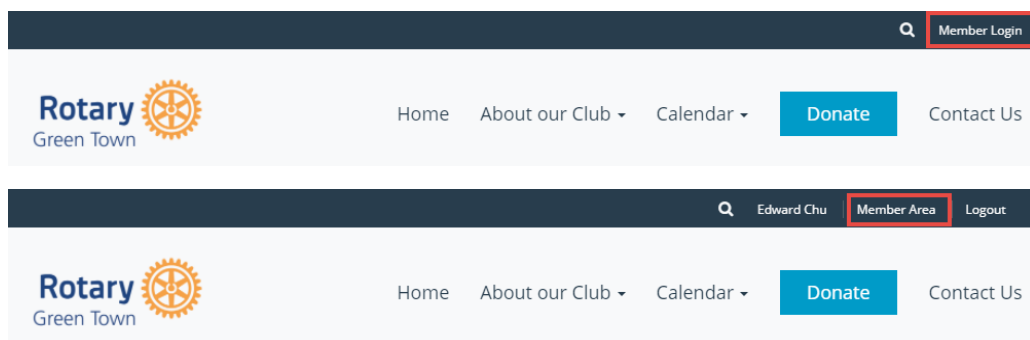 Member Login
Rotary
Green Town
Home About our Club Calendar Donate Contact Us
Edward Chu Member Area Logout
Rotary
Green Town
Home About our Club Calendar Donate Contact Us